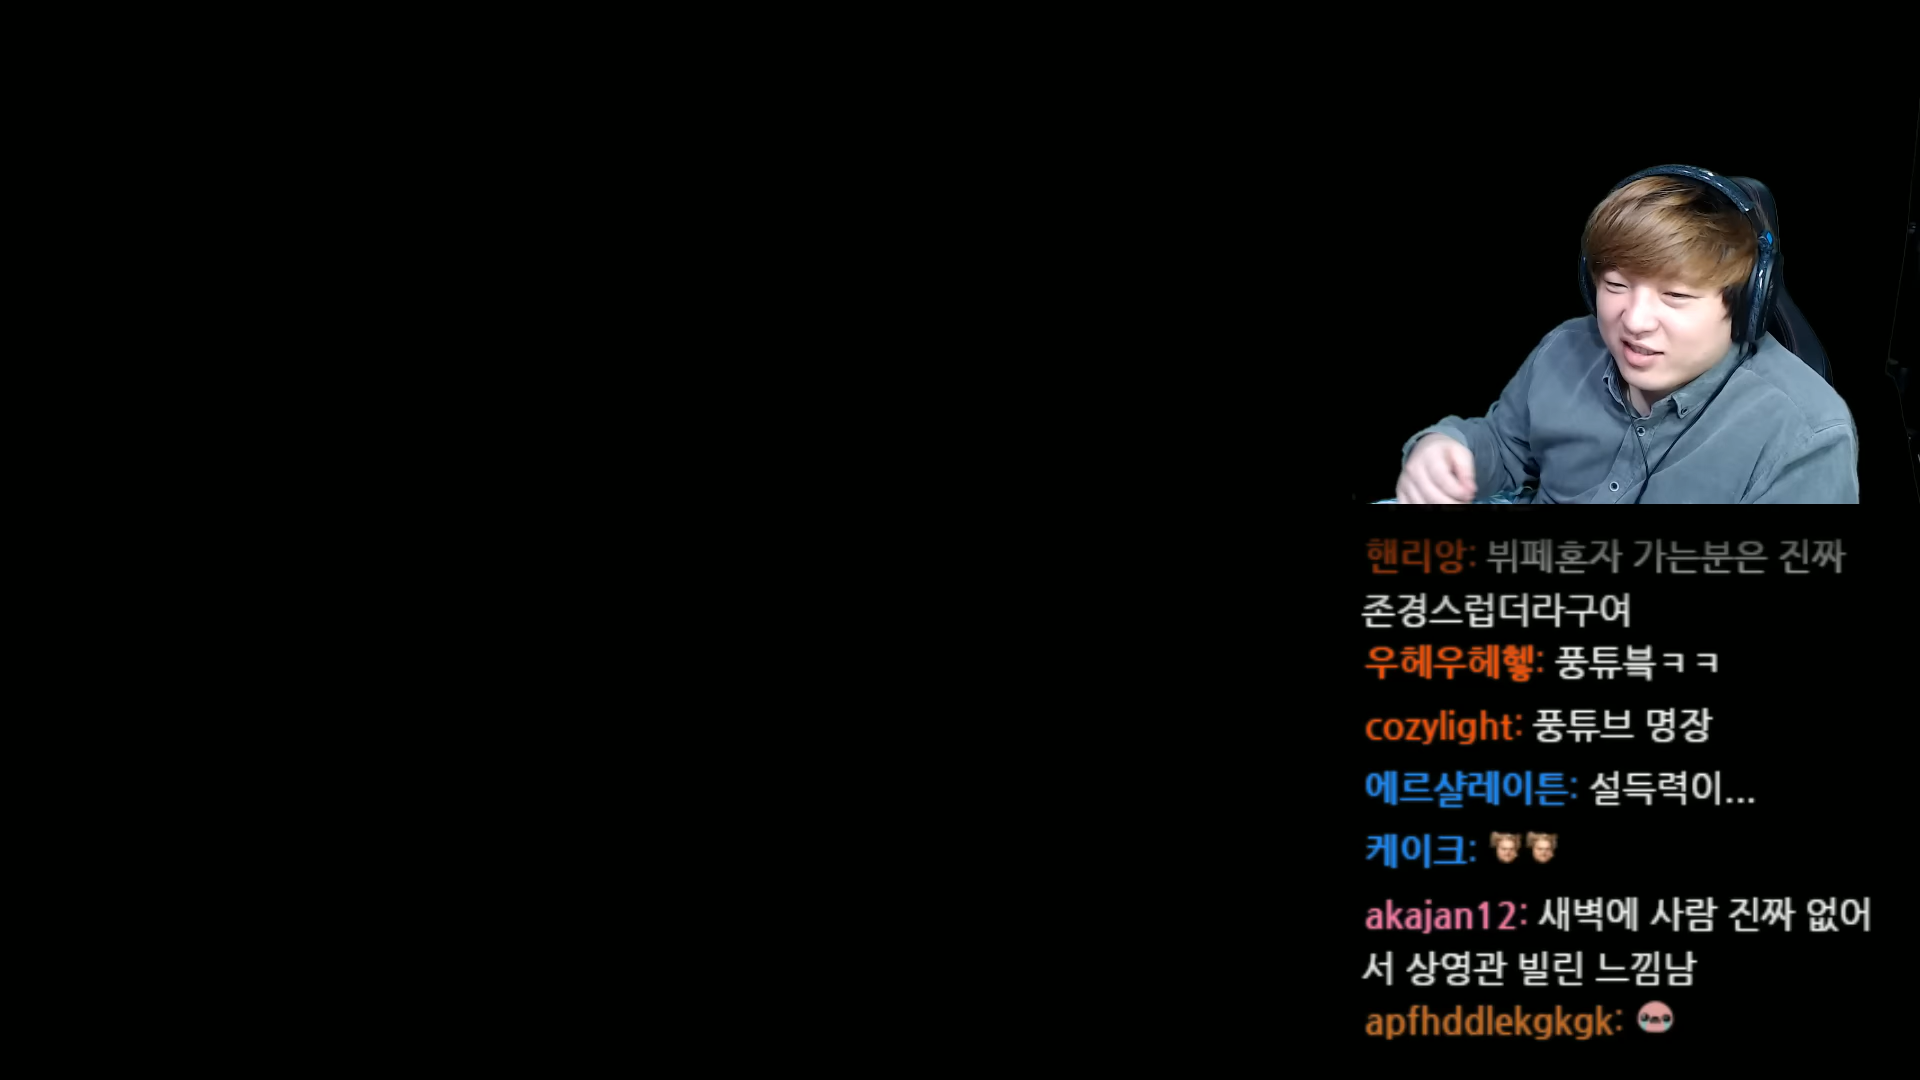 핸리앙: 뷔페혼자 가는분은 진짜
존경스럽더라구여
우헤우헤헿: 풍튜븤ㅋㅋ
cozylight: 풍튜브 명장
에르샬레이튼: 설득력이...
케이크:
akajan12: 새벽에 사람 진짜 없어
서 상영관 빌린 느낌남
apfhddlekgkgk: